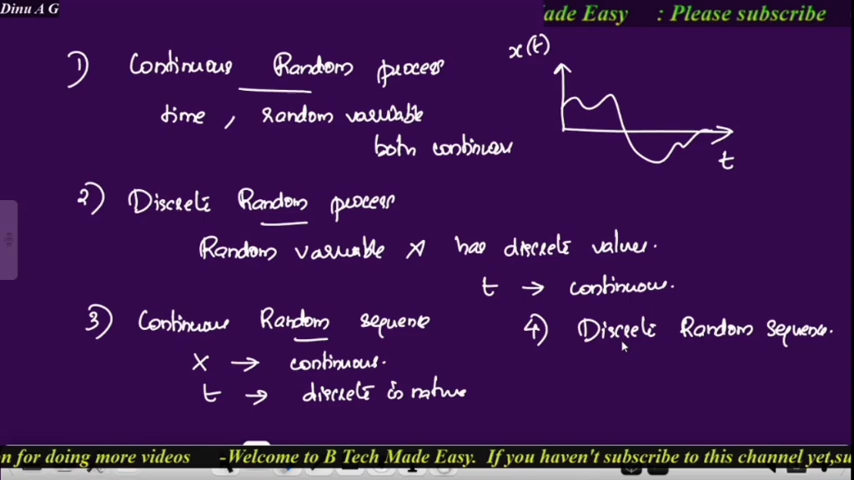 Dinu A G
ade Easy : Please subscribe
1) Continuous Random process
x(t)
time, random variable
both continuous
t
2) Discrete Random process
Random variable X has discrete values.
t → continuous.
3) Continuous Random sequence
4) Discrete Random Sequence.
X → continuous.
t → discrete in nature
on for doing more videos -Welcome to B Tech Made Easy. If you haven't subscribe to this channel yet,su